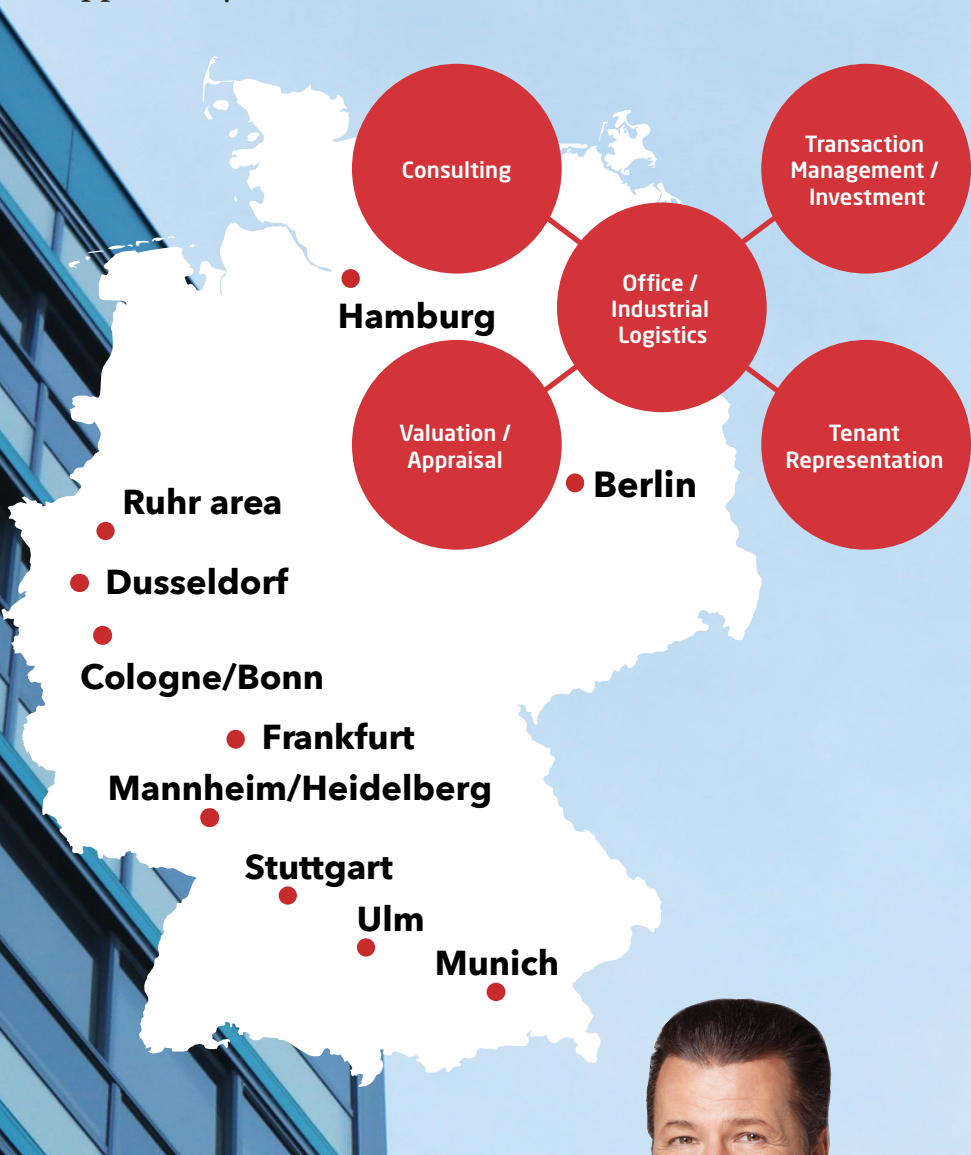 Consulting
Transaction
Management /
Investment
Office /
Industrial
Logistics
Hamburg
Valuation /
Appraisal
Tenant
Representation
Berlin
Ruhr area
Dusseldorf
Cologne/Bonn
Frankfurt
Mannheim/Heidelberg
Stuttgart
Ulm
Munich